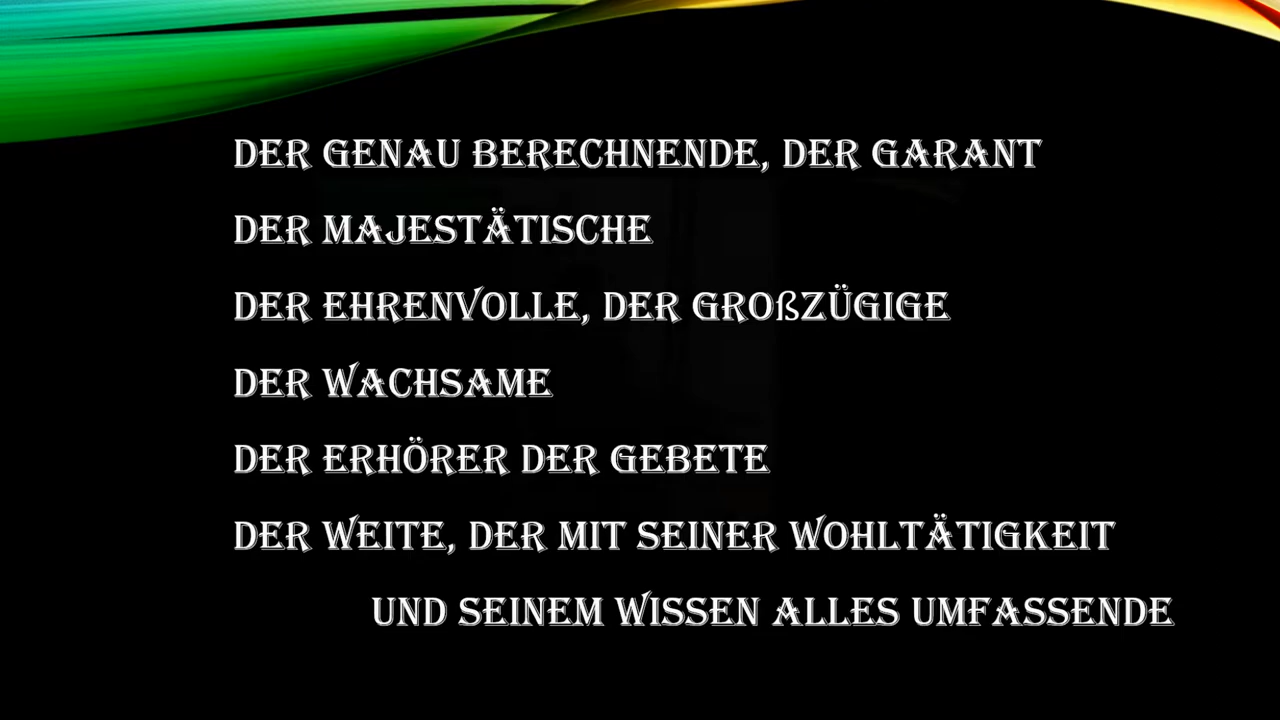 DER GENAU BERECHNENDE, DER GARANT
DER MAJESTÄTISCHE
DER EHRENVOLLE, DER GROßZÜGIGE
DER WACHSAME
DER ERHÖRER DER GEBETE
DER WEITE, DER MIT SEINER WOHLTÄTIGKEIT
UND SEINEM WISSEN ALLES UMFASSENDE